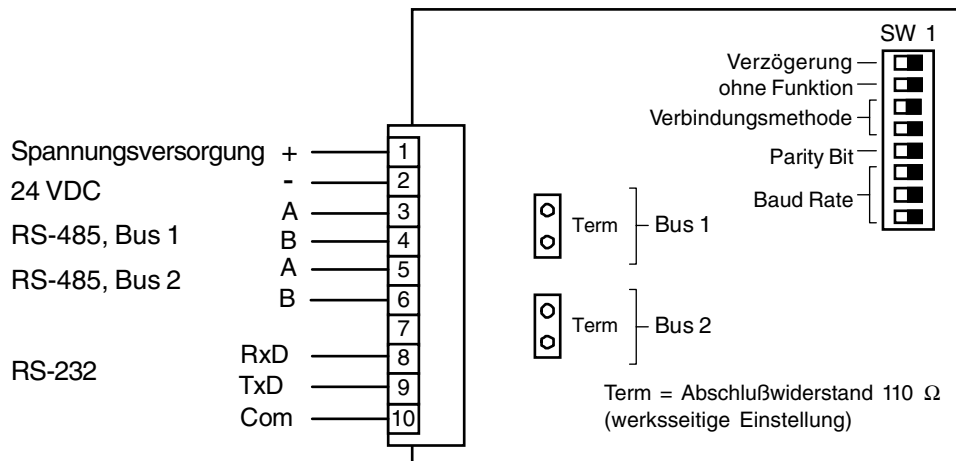 SW 1
Verzögerung
ohne Funktion
Verbindungsmethode
Parity Bit
Baud Rate
Spannungsversorgung +
24 VDC -
RS-485, Bus 1 A
B
RS-485, Bus 2 A
B
RS-232 RxD
TxD
Com
1
2
3
4
5
6
7
8
9
10
Term Bus 1
Term Bus 2
Term = Abschlußwiderstand 110 Ω
(werksseitige Einstellung)